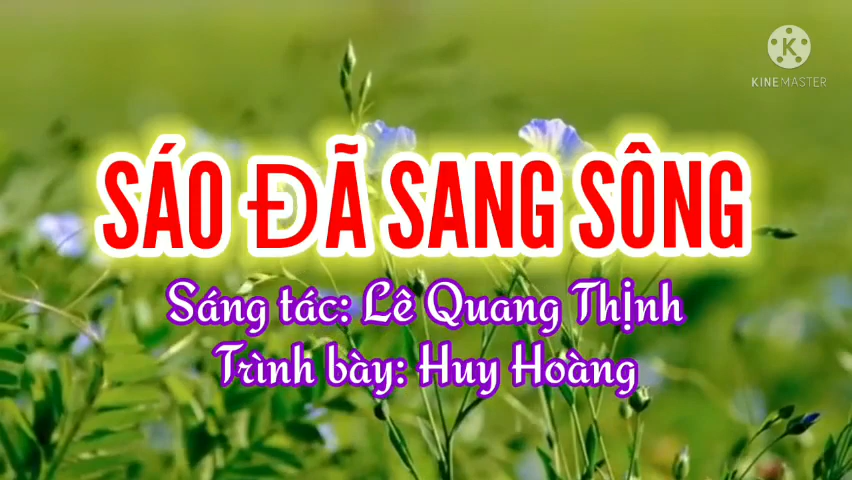 KINEMASTER
SÁO ĐÃ SANG SÔNG
Sáng tác: Lê Quang Thịnh
Trình bày: Huy Hoàng